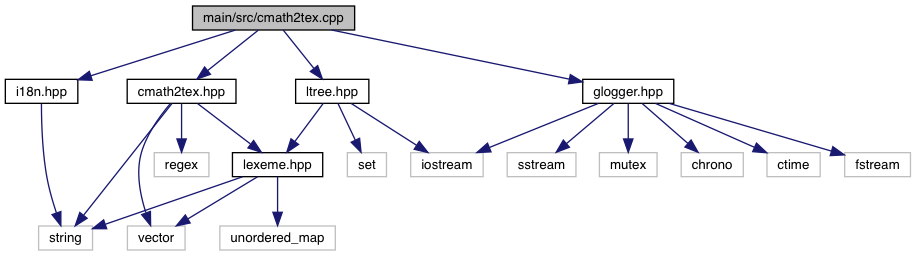 main/src/cmath2tex.cpp
i18n.hpp
cmath2tex.hpp
ltree.hpp
glogger.hpp
regex
lexeme.hpp
set
iostream
sstream
mutex
chrono
ctime
fstream
string
vector
unordered_map